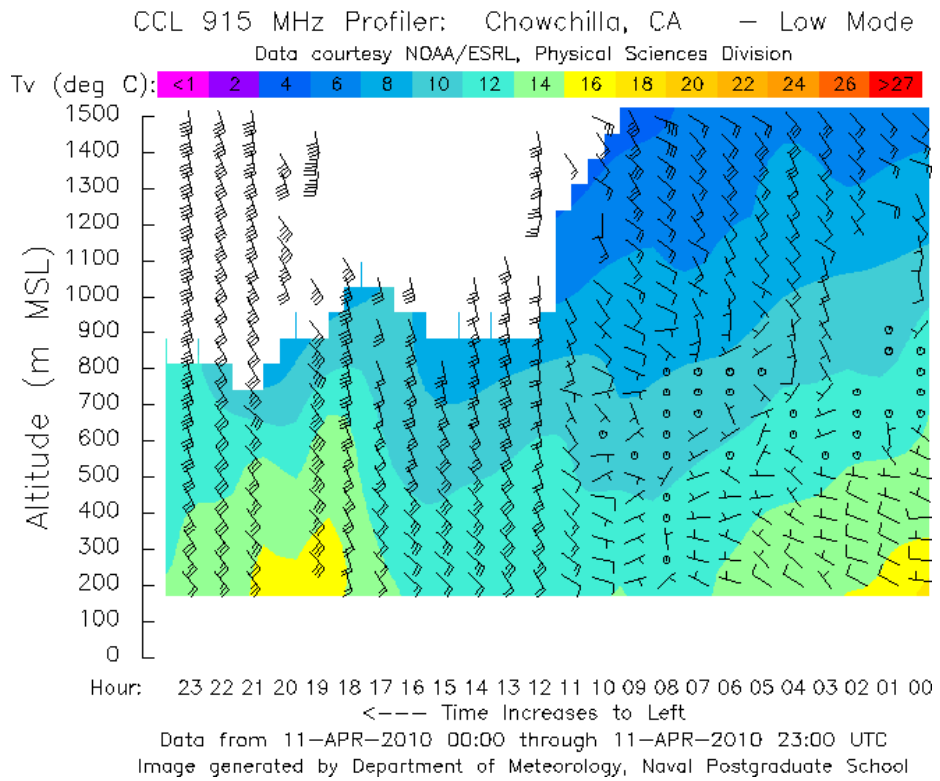 CCL 915 MHz Profiler: Chowchilla, CA – Low Mode
Data courtesy NOAA/ESRL, Physical Sciences Division
Tv (deg C): <1 2 4 6 8 10 12 14 16 18 20 22 24 26 >27
Altitude (m MSL)
1500
1400
1300
1200
1100
1000
900
800
700
600
500
400
300
200
100
0
Hour: 23 22 21 20 19 18 17 16 15 14 13 12 11 10 09 08 07 06 05 04 03 02 01 00
<––– Time Increases to Left
Data from 11–APR–2010 00:00 through 11–APR–2010 23:00 UTC
Image generated by Department of Meteorology, Naval Postgraduate School